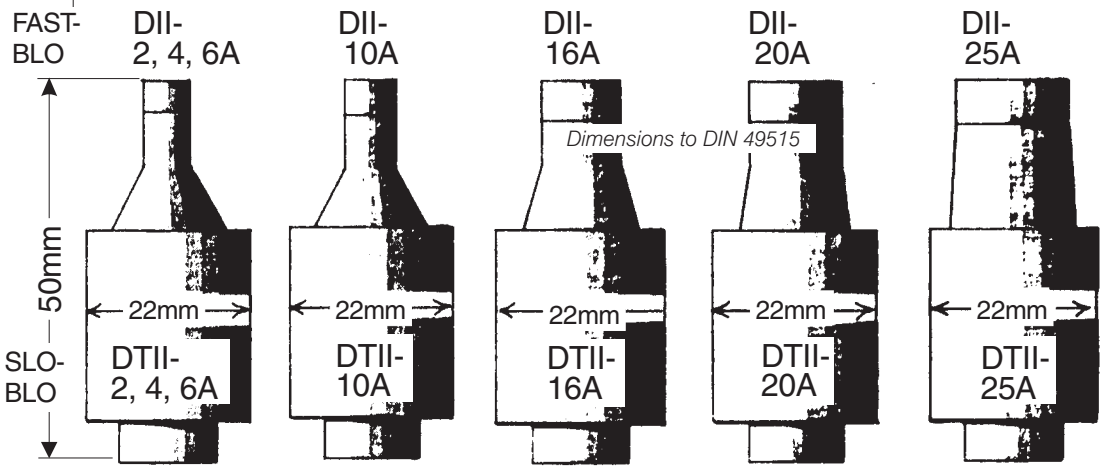 FAST-
BLO
DII-
2, 4, 6A
DII-
10A
DII-
16A
DII-
20A
DII-
25A
Dimensions to DIN 49515
50mm
22mm
22mm
22mm
22mm
22mm
SLO-
BLO
DTII-
2, 4, 6A
DTII-
10A
DTII-
16A
DTII-
20A
DTII-
25A